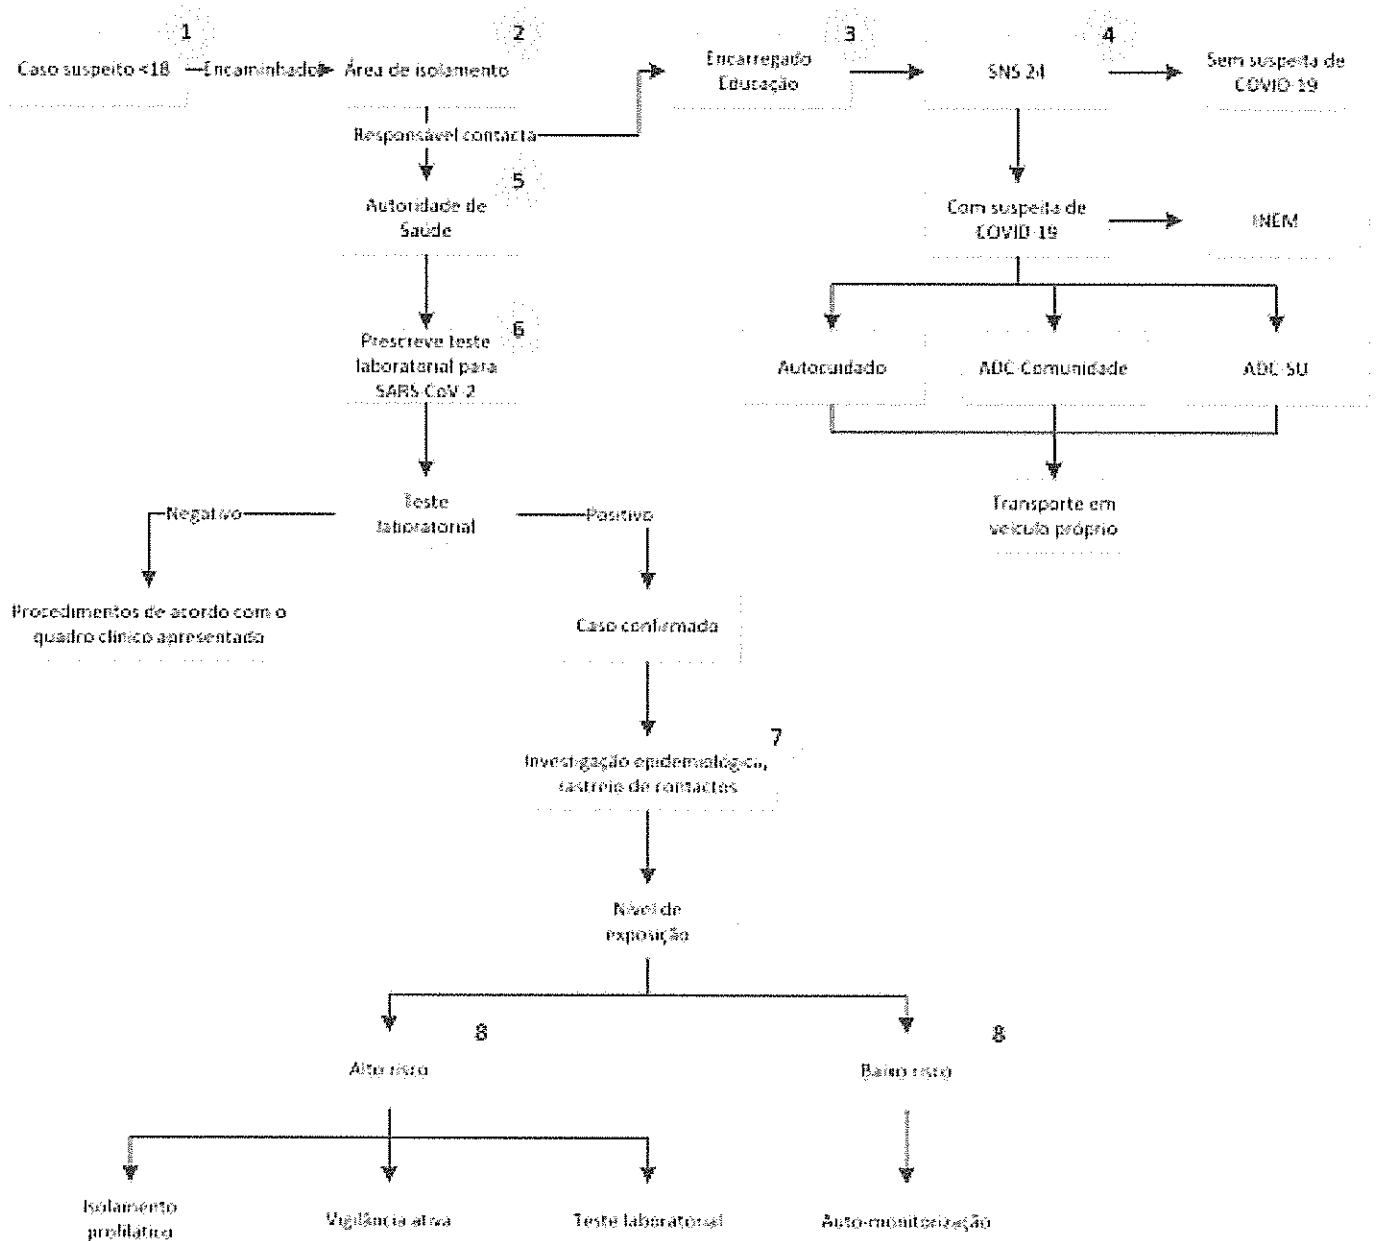 1
Caso suspeito <18
Encaminhado
2
Área de isolamento
3
Encarregado
Educação
4
SNS 24
Sem suspeita de
COVID-19
Responsável contacta
5
Autoridade de
Saúde
Com suspeita de
COVID-19
INEM
6
Prescreve teste
laboratorial para
SARS-CoV-2
Autocuidado
ADC-Comunidade
ADC-SU
Negativo
Teste
laboratorial
Positivo
Transporte em
veículo próprio
Procedimentos de acordo com o
quadro clínico apresentado
Caso confirmado
7
Investigação epidemiológica,
rastreio de contactos
Nível de
exposição
8
Alto risco
8
Baixo risco
Isolamento
profilático
Vigilância ativa
Teste laboratorial
Auto-monitorização